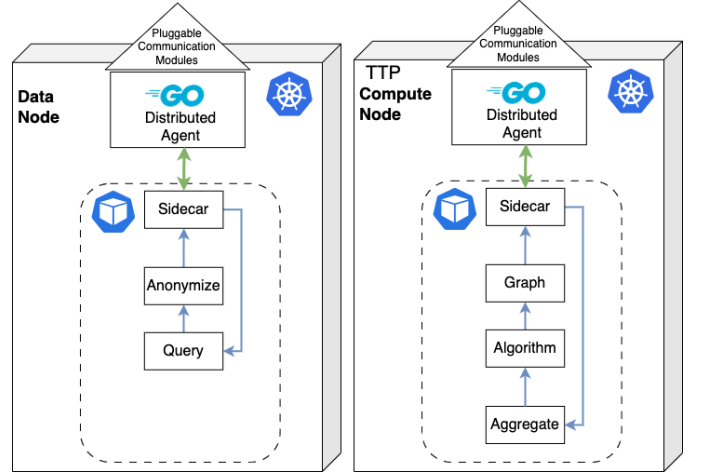 Pluggable
Communication
Modules
Data
Node
GO
Distributed
Agent
Sidecar
Anonymize
Query
Pluggable
Communication
Modules
TTP
Compute
Node
GO
Distributed
Agent
Sidecar
Graph
Algorithm
Aggregate